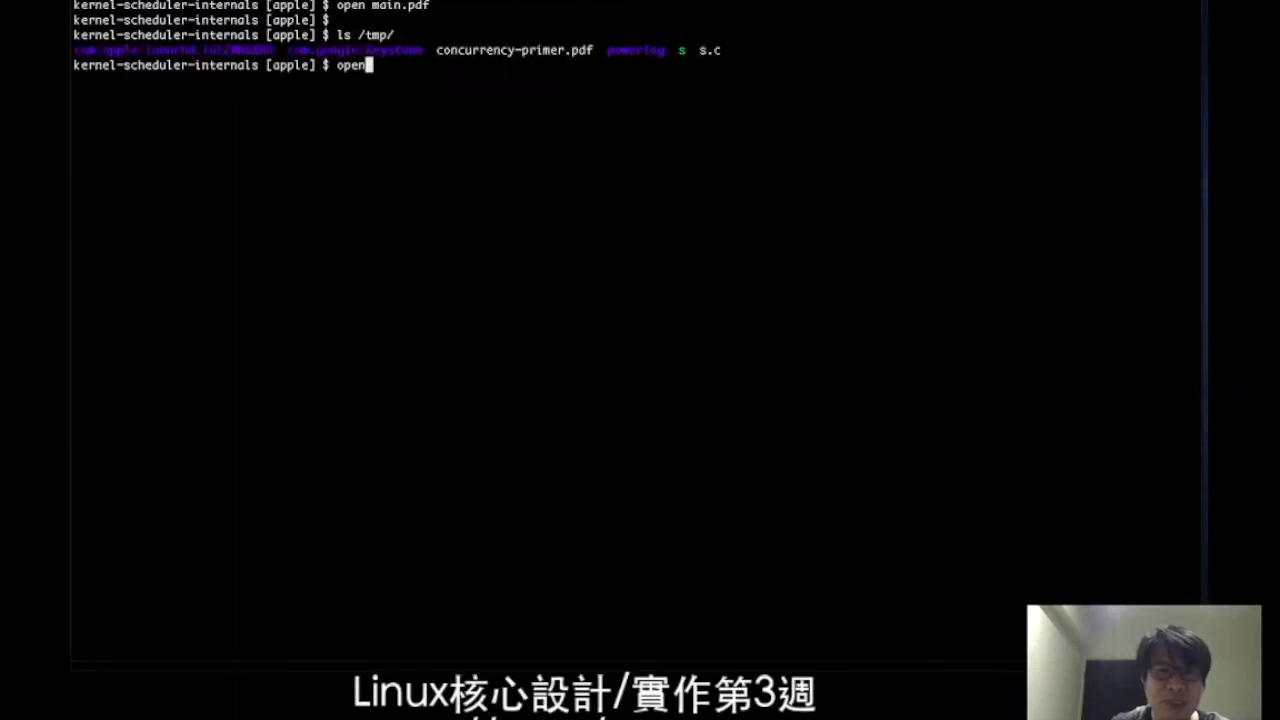 kernel-scheduler-internals [apple] $ open main.pdf
kernel-scheduler-internals [apple] $
kernel-scheduler-internals [apple] $ ls /tmp/
com.google.Keystone concurrency-primer.pdf powerlog s s.c
kernel-scheduler-internals [apple] $ open
Linux核心設計/實作第3週